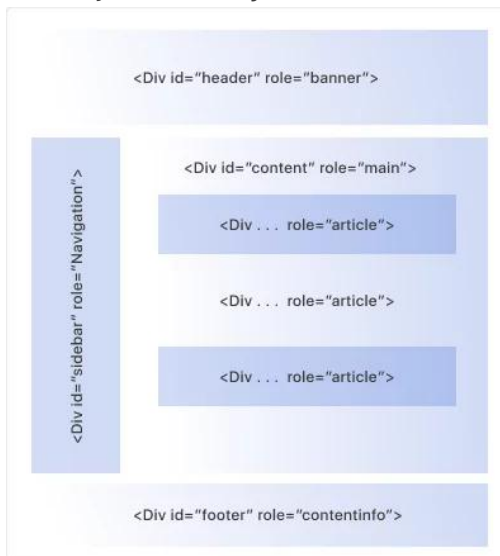 <Div id="header" role="banner">
<Div id="sidebar" role="Navigation">
<Div id="content" role="main">
<Div . . .  role="article">
<Div . . .  role="article">
<Div . . .  role="article">
<Div id="footer" role="contentinfo">